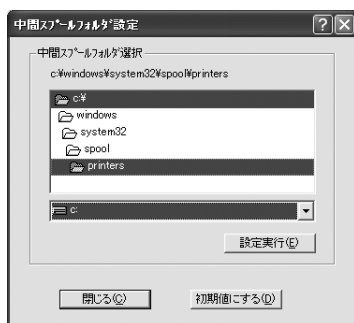 中間ｽﾌﾟｰﾙﾌｫﾙﾀﾞ設定
中間ｽﾌﾟｰﾙﾌｫﾙﾀﾞ選択
c:¥windows¥system32¥spool¥printers
c:¥
windows
system32
spool
printers
c:
設定実行(E)
閉じる(C)
初期値にする(D)